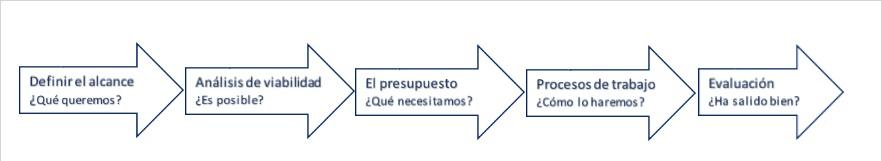 Definir el alcance
¿Qué queremos?
Análisis de viabilidad
¿Es posible?
El presupuesto
¿Qué necesitamos?
Procesos de trabajo
¿Cómo lo haremos?
Evaluación
¿Ha salido bien?